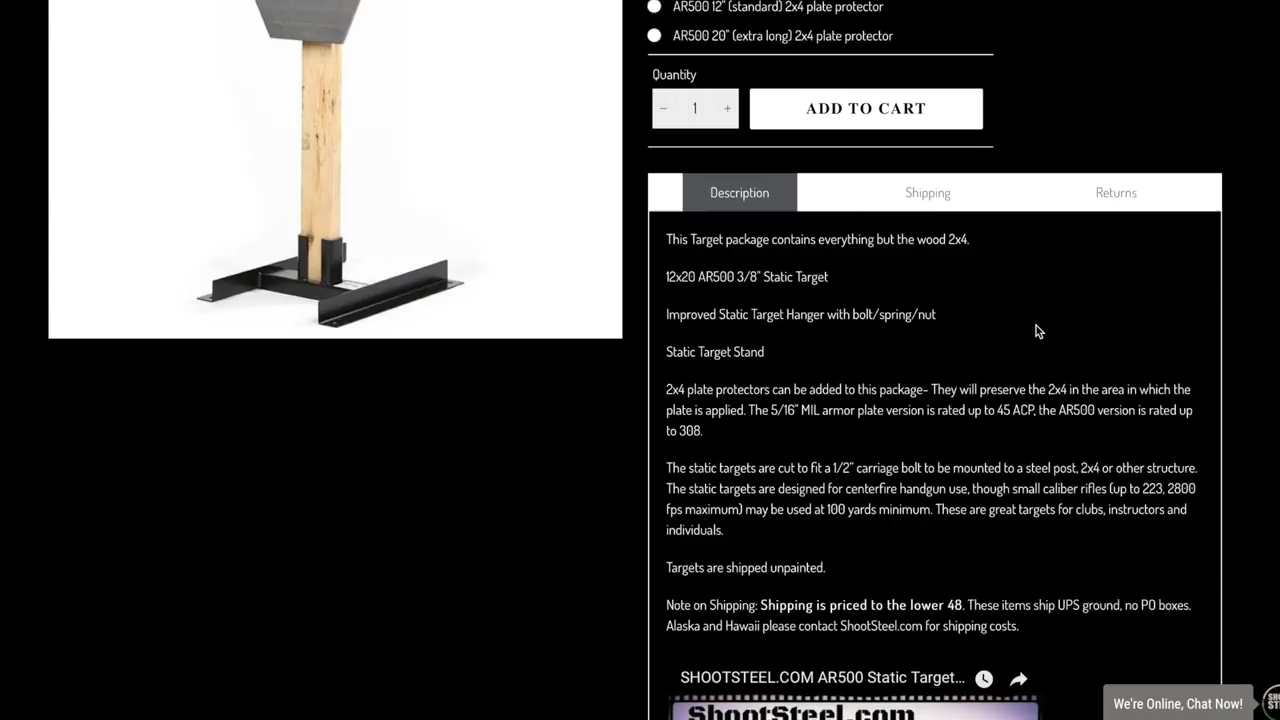 AR500 12" (standard) 2x4 plate protector
AR500 20" (extra long) 2x4 plate protector
Quantity
− 1 +
ADD TO CART
Description
Shipping
Returns
This Target package contains everything but the wood 2x4.
12x20 AR500 3/8" Static Target
Improved Static Target Hanger with bolt/spring/nut
Static Target Stand
2x4 plate protectors can be added to this package- They will preserve the 2x4 in the area in which the
plate is applied. The 5/16" MIL armor plate version is rated up to 45 ACP, the AR500 version is rated up
to 308.
The static targets are cut to fit a 1/2" carriage bolt to be mounted to a steel post, 2x4 or other structure.
The static targets are designed for centerfire handgun use, though small caliber rifles (up to 223, 2800
fps maximum) may be used at 100 yards minimum. These are great targets for clubs, instructors and
individuals.
Targets are shipped unpainted.
Note on Shipping: Shipping is priced to the lower 48. These items ship UPS ground, no PO boxes.
Alaska and Hawaii please contact ShootSteel.com for shipping costs.
SHOOTSTEEL.COM AR500 Static Target...
ShootSteel.com
We're Online, Chat Now!